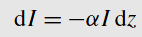 dI = −αI dz